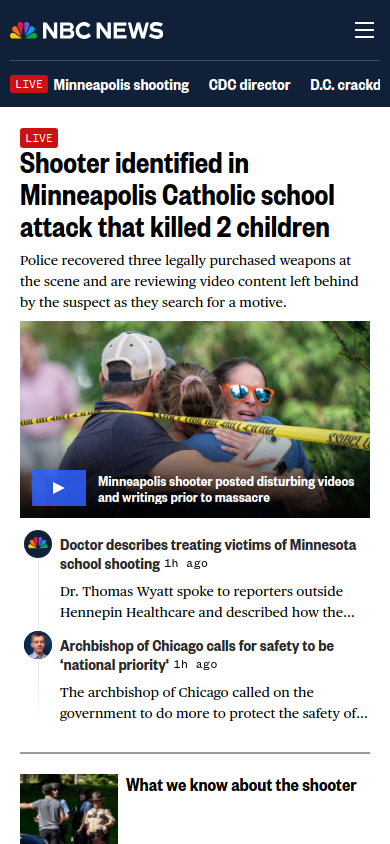 NBC NEWS
LIVE Minneapolis shooting CDC director D.C. crackd
LIVE
Shooter identified in
Minneapolis Catholic school
attack that killed 2 children
Police recovered three legally purchased weapons at
the scene and are reviewing video content left behind
by the suspect as they search for a motive.
Minneapolis shooter posted disturbing videos
and writings prior to massacre
Doctor describes treating victims of Minnesota
school shooting 1h ago
Dr. Thomas Wyatt spoke to reporters outside
Hennepin Healthcare and described how the...
Archbishop of Chicago calls for safety to be
‘national priority' 1h ago
The archbishop of Chicago called on the
government to do more to protect the safety of...
What we know about the shooter